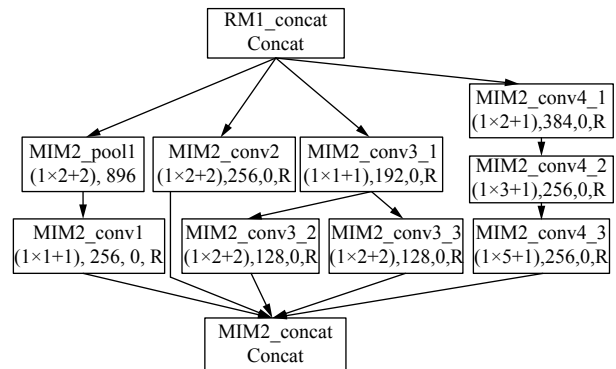 RM1_concat
Concat
MIM2_pool1
(1×2+2), 896
MIM2_conv2
(1×2+2),256,0,R
MIM2_conv3_1
(1×1+1),192,0,R
MIM2_conv4_1
(1×2+1),384,0,R
MIM2_conv4_2
(1×3+1),256,0,R
MIM2_conv1
(1×1+1), 256, 0, R
MIM2_conv3_2
(1×2+2),128,0,R
MIM2_conv3_3
(1×2+2),128,0,R
MIM2_conv4_3
(1×5+1),256,0,R
MIM2_concat
Concat